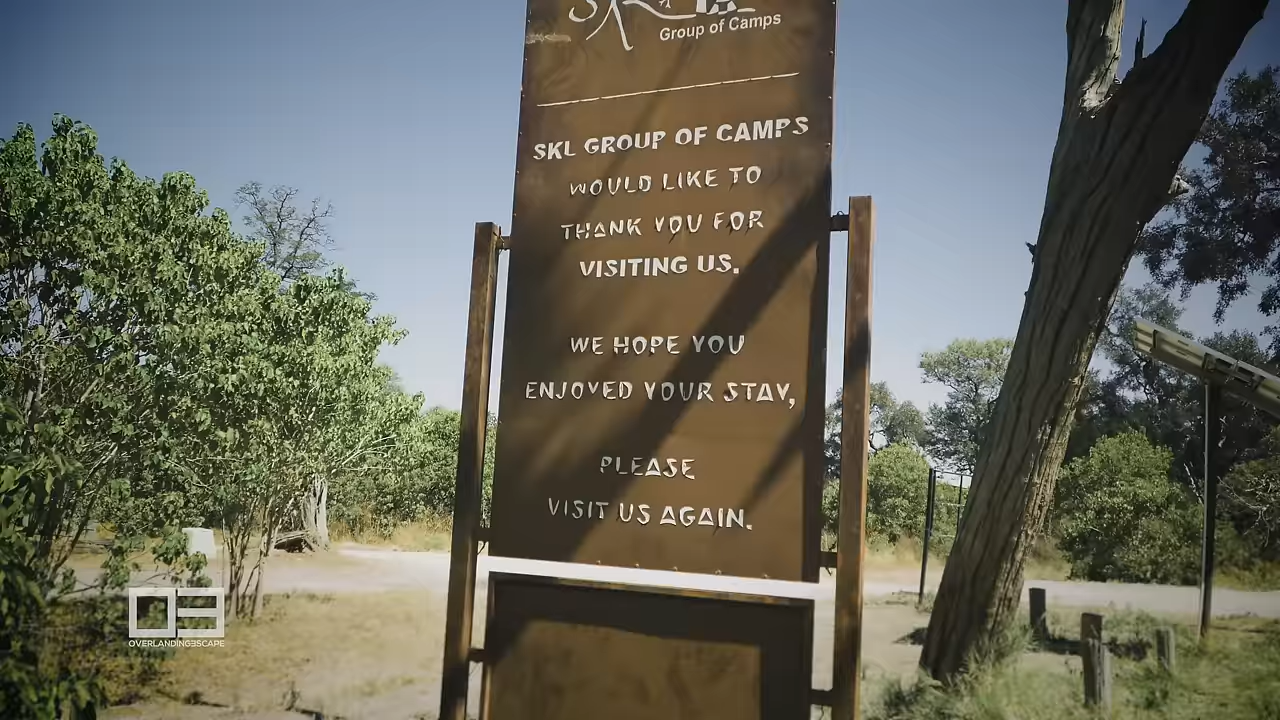 SKL
Group of Camps
SKL GROUP OF CAMPS
WOULD LIKE TO
THANK YOU FOR
VISITING US.
WE HOPE YOU
ENJOYED YOUR STAY,
PLEASE
VISIT US AGAIN.
OVERLANDINGESCAPE